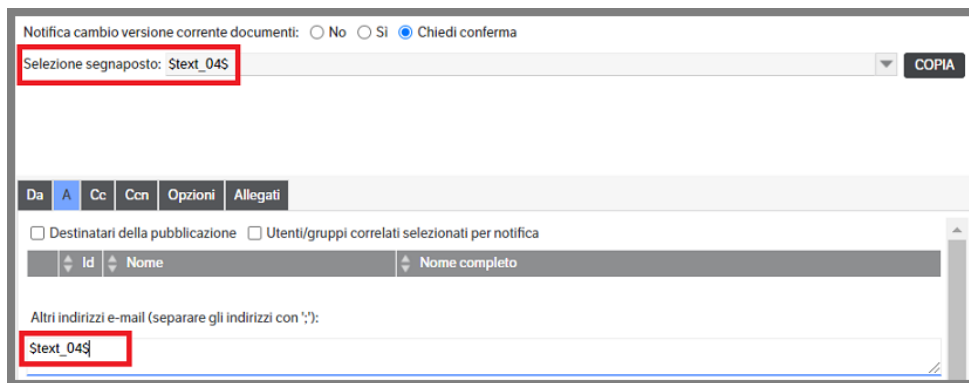 Notifica cambio versione corrente documenti: No Sì Chiedi conferma
Selezione segnaposto: $text_04$ COPIA
Da A Cc Ccn Opzioni Allegati
Destinatari della pubblicazione Utenti/gruppi correlati selezionati per notifica
Id Nome Nome completo
Altri indirizzi e-mail (separare gli indirizzi con ';'):
$text_04$